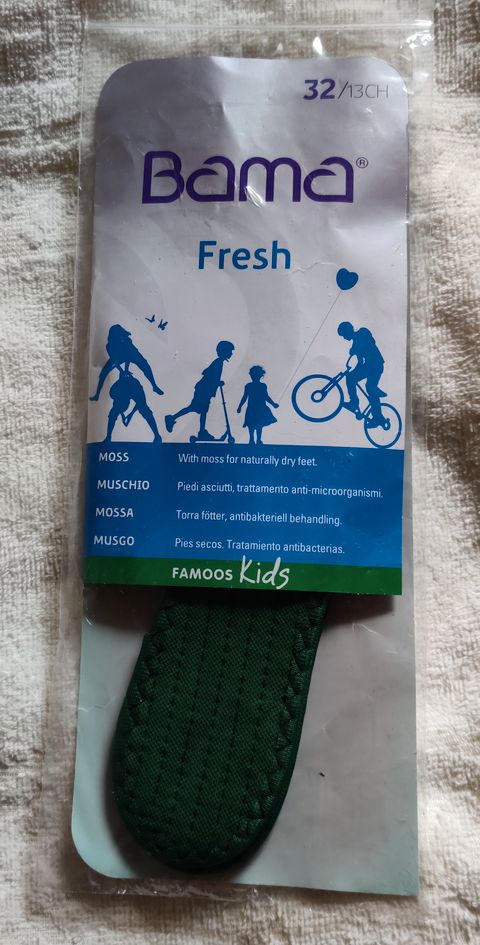 32/13CH
Bama®
Fresh
MOSS With moss for naturally dry feet.
MUSCHIO Piedi asciutti, trattamento anti-microorganismi.
MOSSA Torra fötter, antibakteriell behandling.
MUSGO Pies secos. Tratamiento antibacterias.
FAMOOS Kids